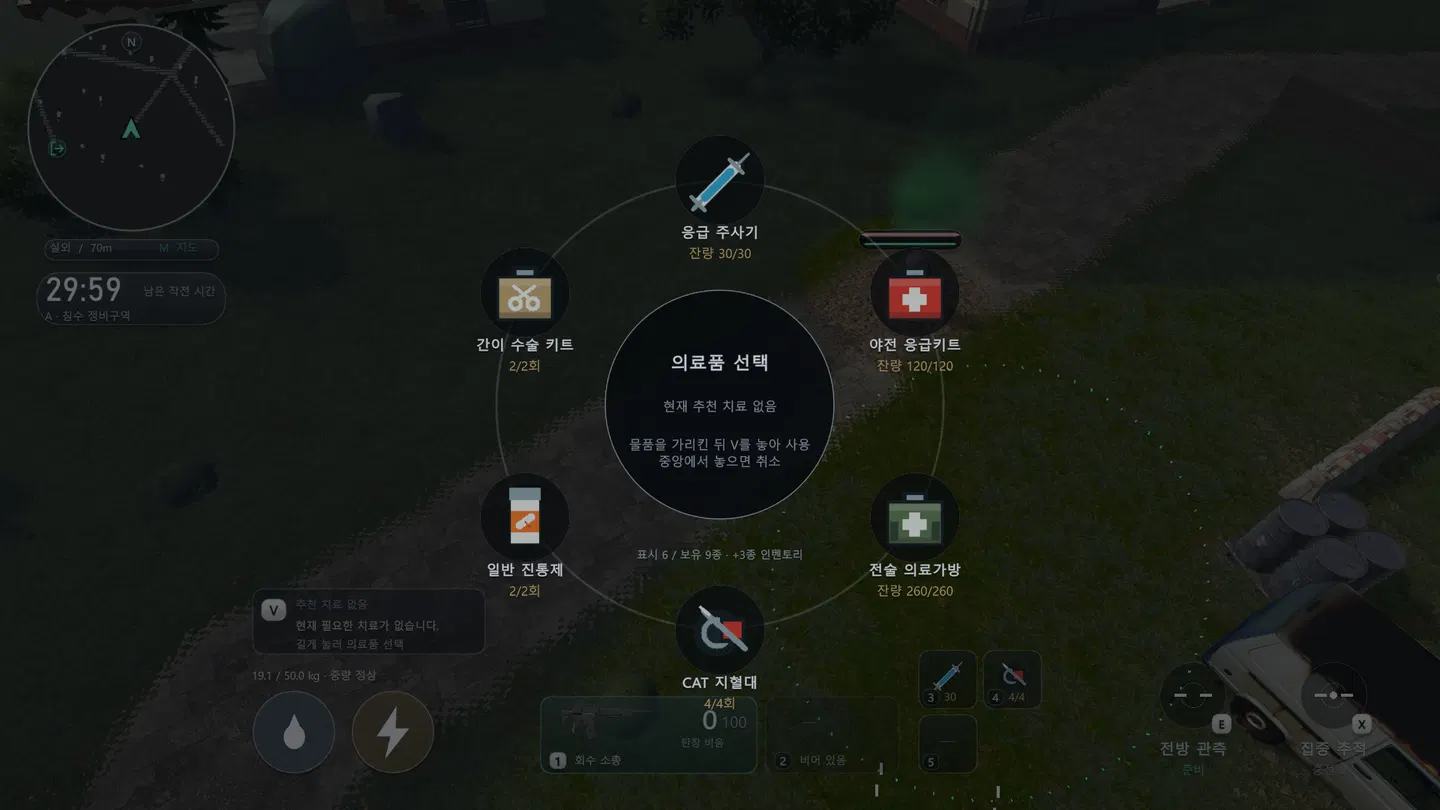 N
실외 / 70m
M 지도
29:59
남은 작전 시간
A · 침수 정비구역
응급 주사기
잔량 30/30
간이 수술 키트
2/2회
야전 응급키트
잔량 120/120
의료품 선택
현재 추천 치료 없음
물품을 가리킨 뒤 V를 놓아 사용
중앙에서 놓으면 취소
일반 진통제
2/2회
표시 6 / 보유 9종 · +3종 인벤토리
전술 의료가방
잔량 260/260
CAT 지혈대
4/4회
V
추천 치료 없음
현재 필요한 치료가 없습니다.
길게 눌러 의료품 선택
19.1 / 50.0 kg · 중량 정상
0 100
탄창 비움
1 회수 소총
2 비어 있음
3 30
4 4/4
5
E
전방 관측
준비
X
집중 추적